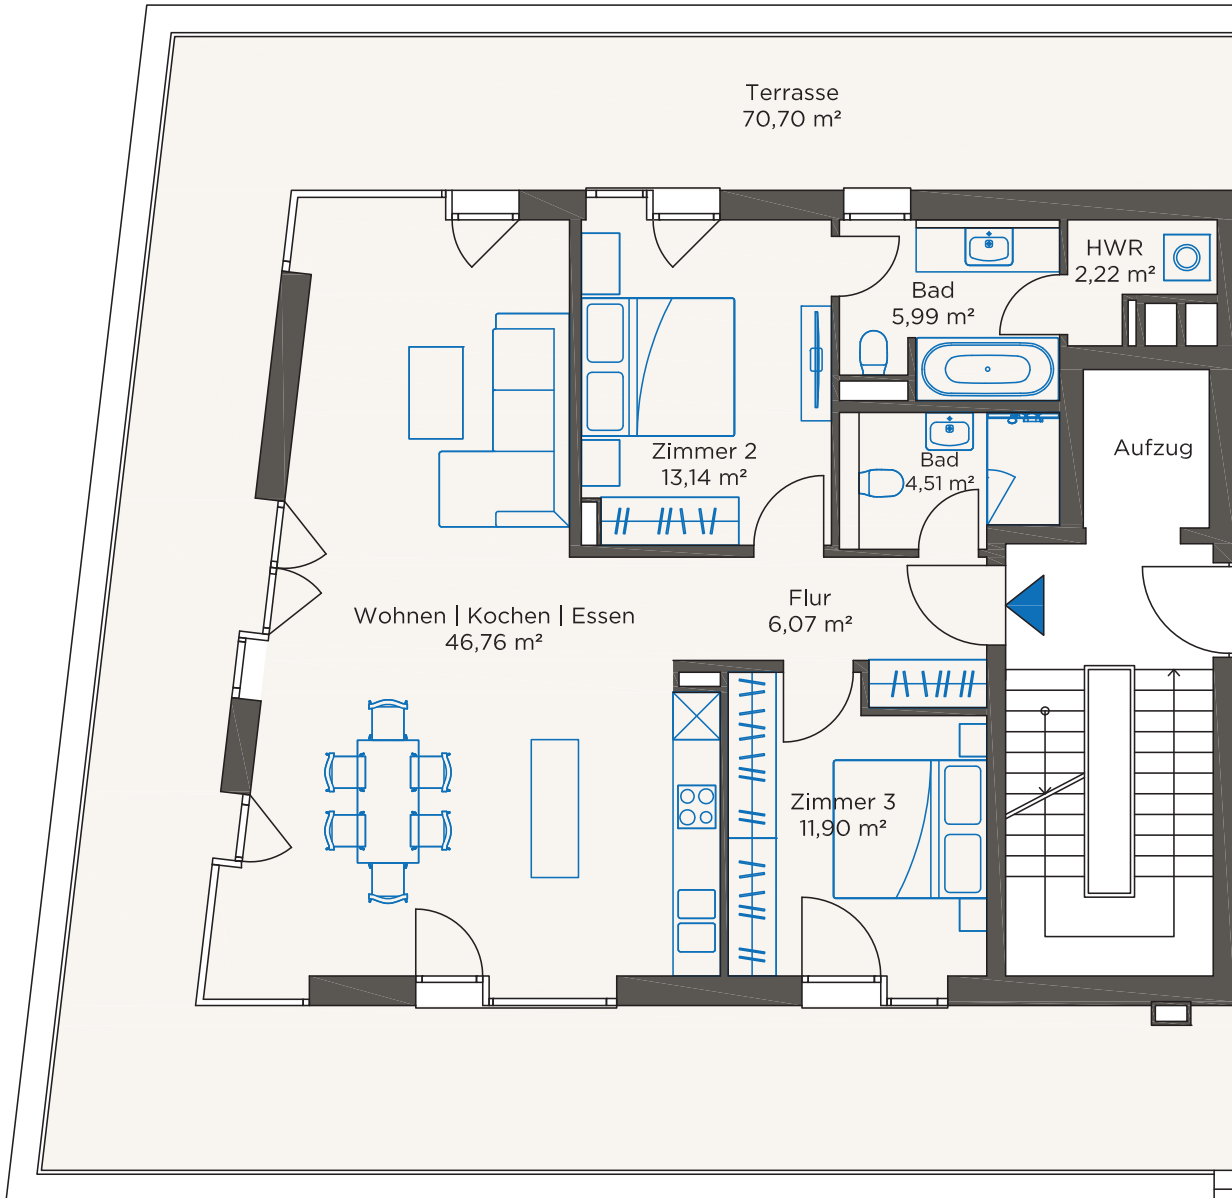 Terrasse
70,70 m²
HWR
2,22 m²
Bad
5,99 m²
Zimmer 2
13,14 m²
Bad
4,51 m²
Aufzug
Wohnen | Kochen | Essen
46,76 m²
Flur
6,07 m²
Zimmer 3
11,90 m²